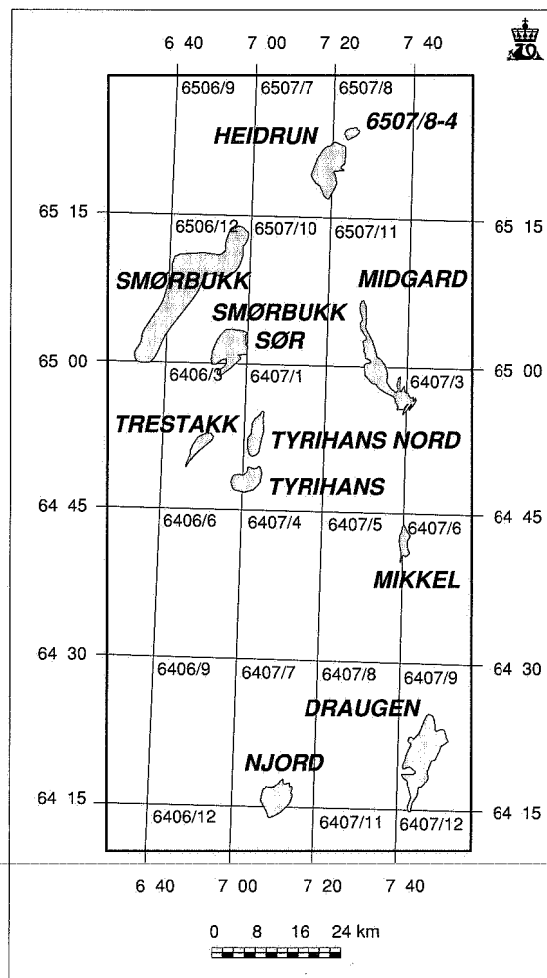 6 40 7 00 7 20 7 40
6506/9 6507/7 6507/8
HEIDRUN 6507/8-4
65 15 65 15
6506/12 6507/10 6507/11
SMØRBUKK MIDGARD
SMØRBUKK
SØR
65 00 65 00
6406/3 6407/1 6407/3
TRESTAKK TYRIHANS NORD
TYRIHANS
64 45 64 45
6406/6 6407/4 6407/5 6407/6
MIKKEL
64 30 64 30
6406/9 6407/7 6407/8 6407/9
DRAUGEN
NJORD
64 15 64 15
6406/12 6407/11 6407/12
6 40 7 00 7 20 7 40
0 8 16 24 km